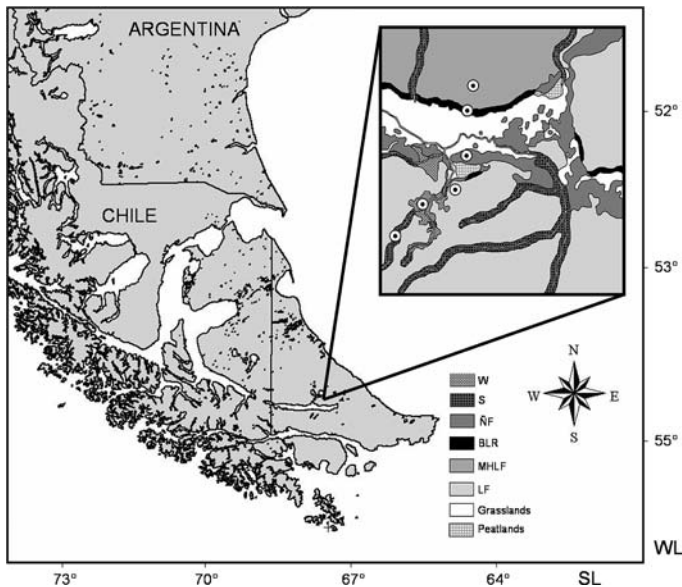 ARGENTINA
CHILE
52°
53°
55°
N
W E
S
W
S
ÑF
BLR
MHLF
LF
Grasslands
Peatlands
WL
73° 70° 67° 64° SL